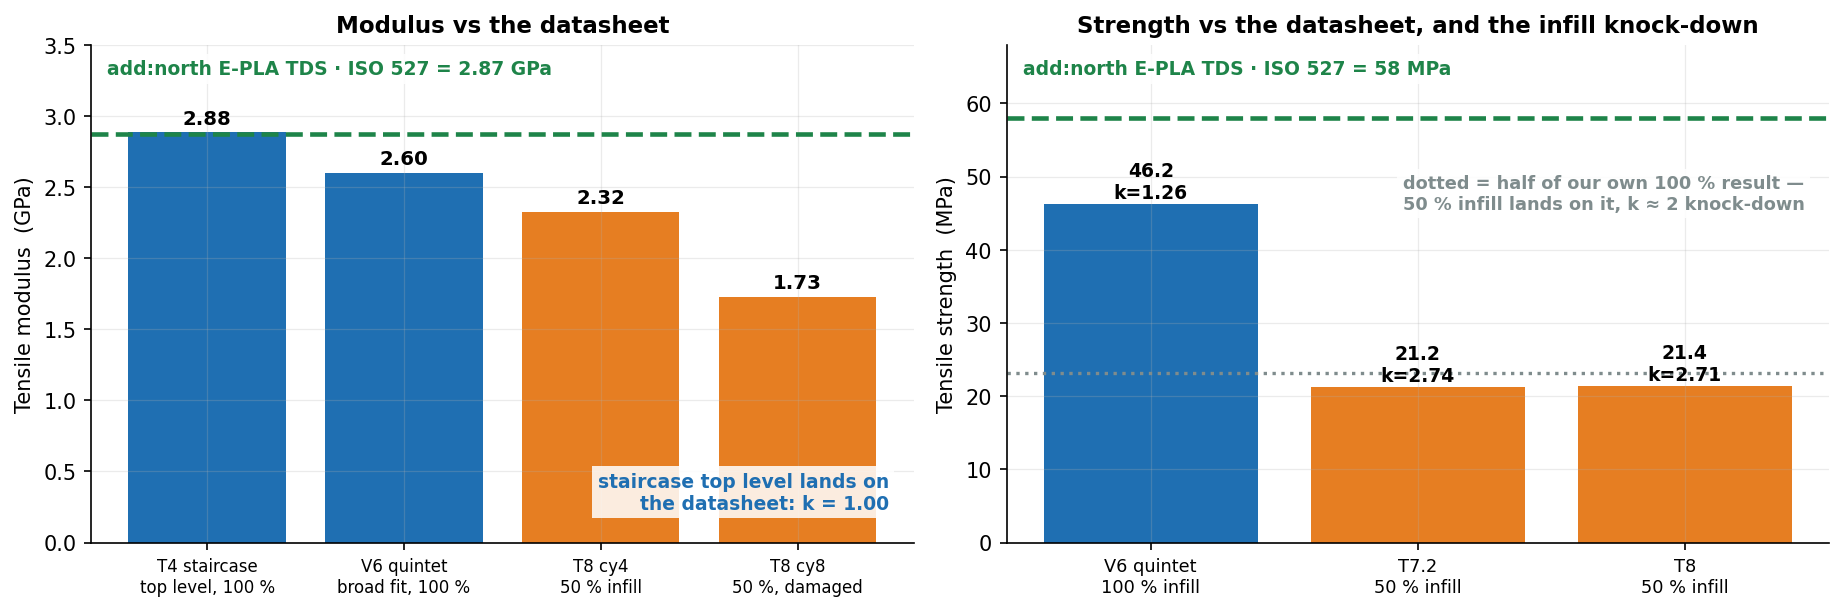 Modulus vs the datasheet
Tensile modulus (GPa)
3.5
3.0
2.5
2.0
1.5
1.0
0.5
0.0
add:north E-PLA TDS · ISO 527 = 2.87 GPa
2.88
2.60
2.32
1.73
staircase top level lands on
the datasheet: k = 1.00
T4 staircase
top level, 100 %
V6 quintet
broad fit, 100 %
T8 cy4
50 % infill
T8 cy8
50 %, damaged
Strength vs the datasheet, and the infill knock-down
Tensile strength (MPa)
60
50
40
30
20
10
0
add:north E-PLA TDS · ISO 527 = 58 MPa
46.2
k=1.26
dotted = half of our own 100 % result —
50 % infill lands on it, k ≈ 2 knock-down
21.2
k=2.74
21.4
k=2.71
V6 quintet
100 % infill
T7.2
50 % infill
T8
50 % infill